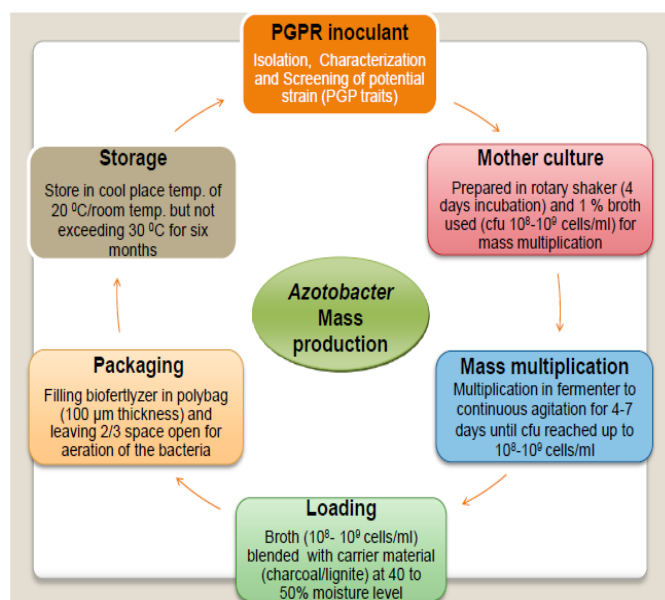 PGPR inoculant
Isolation, Characterization
and Screening of potential
strain (PGP traits)
Mother culture
Prepared in rotary shaker (4
days incubation) and 1 % broth
used (cfu 10⁸-10⁹ cells/ml) for
mass multiplication
Mass multiplication
Multiplication in fermenter to
continuous agitation for 4-7
days until cfu reached up to
10⁸-10⁹ cells/ml
Loading
Broth (10⁸- 10⁹ cells/ml)
blended with carrier material
(charcoal/lignite) at 40 to
50% moisture level
Packaging
Filling biofertlyzer in polybag
(100 µm thickness) and
leaving 2/3 space open for
aeration of the bacteria
Storage
Store in cool place temp. of
20 ⁰C/room temp. but not
exceeding 30 ⁰C for six
months
Azotobacter
Mass
production